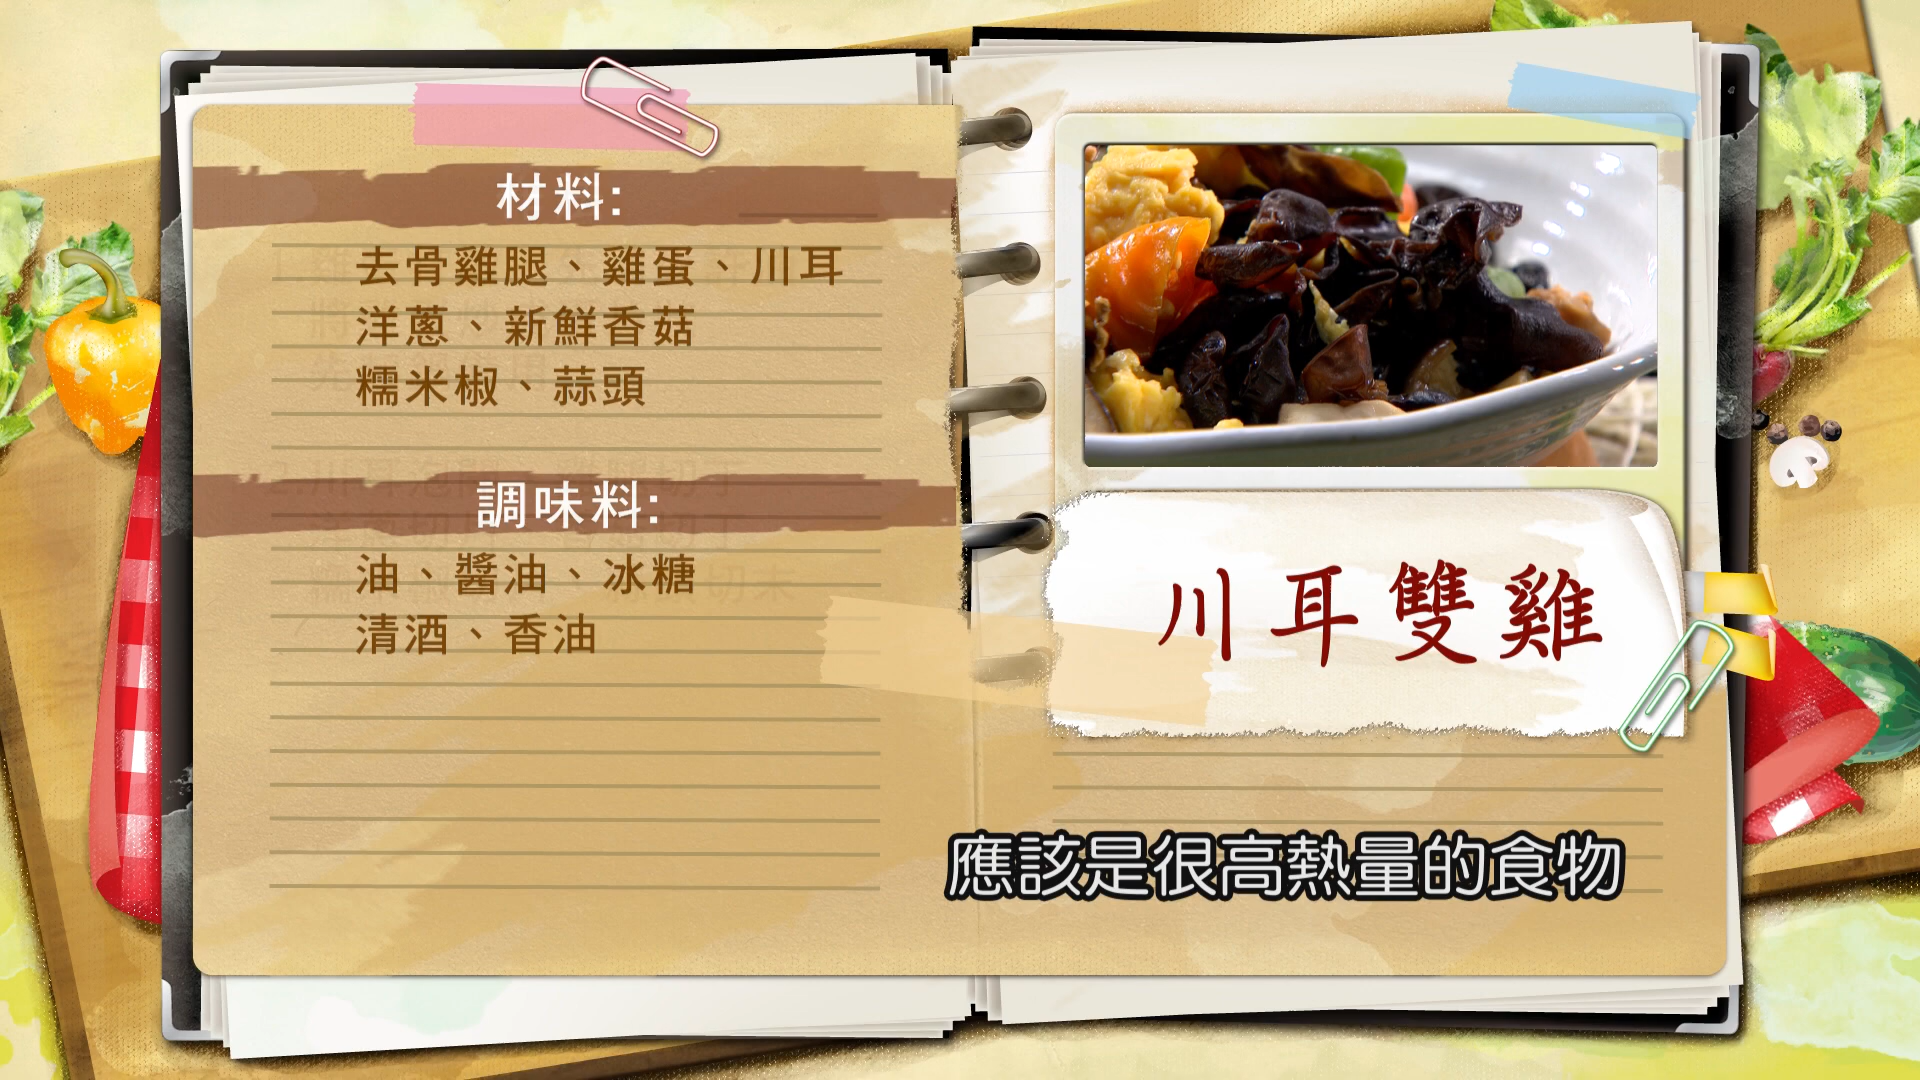 材料:
去骨雞腿、雞蛋、川耳
洋蔥、新鮮香菇
糯米椒、蒜頭
調味料:
油、醬油、冰糖
清酒、香油
川耳雙雞
應該是很高熱量的食物